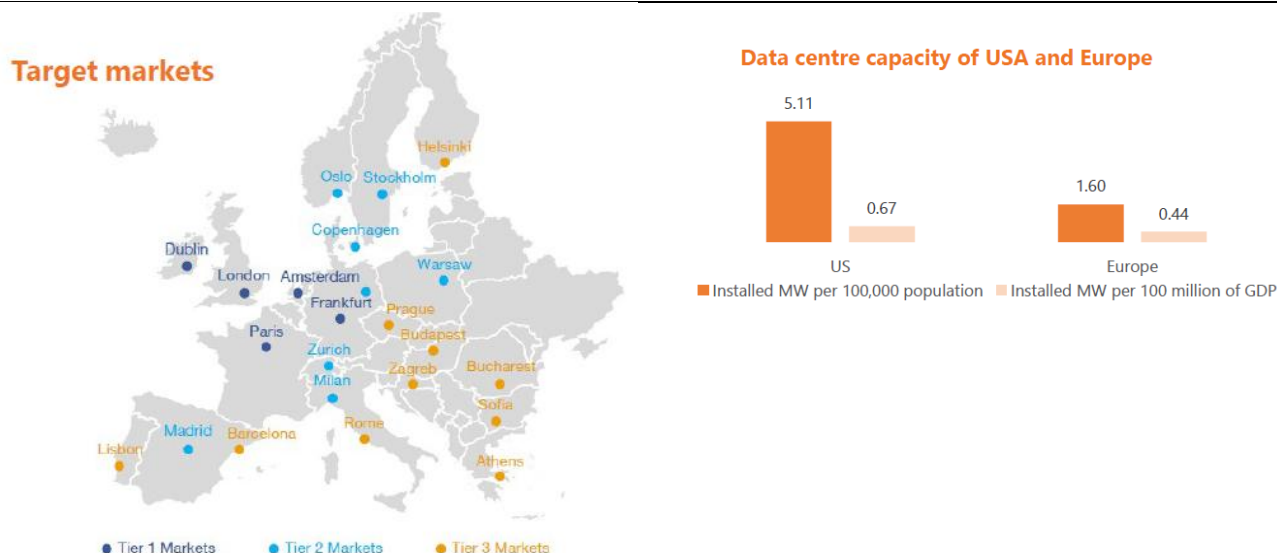 Target markets
Helsinki
Oslo Stockholm
Copenhagen
Dublin
Warsaw
London Amsterdam
Frankfurt
Prague
Paris
Budapest
Zurich
Zagreb
Bucharest
Milan
Sofia
Rome
Madrid
Barcelona
Lisbon
Athens
Tier 1 Markets Tier 2 Markets Tier 3 Markets
Data centre capacity of USA and Europe
5.11
0.67
1.60
0.44
US
Europe
Installed MW per 100,000 population Installed MW per 100 million of GDP